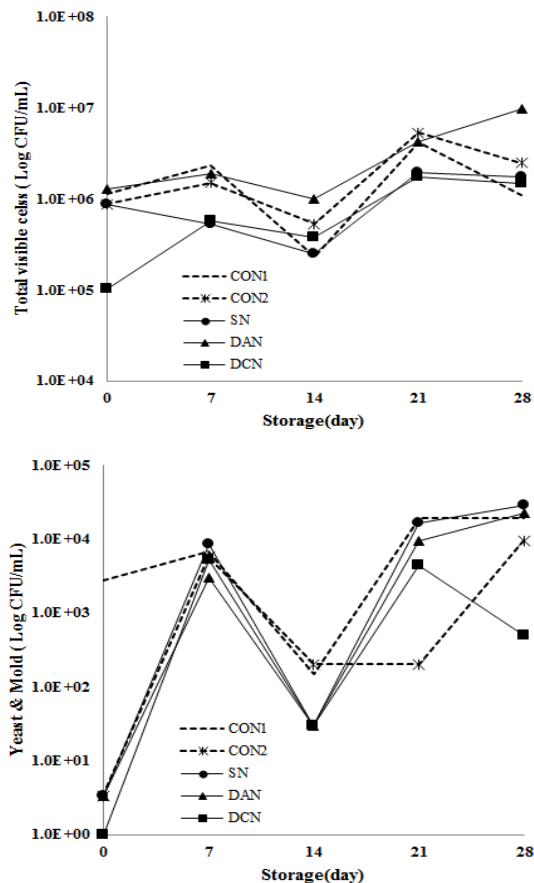 1.0E+08
1.0E+07
1.0E+06
1.0E+05
1.0E+04
Total visible celss ( Log CFU/mL)
CON1
CON2
SN
DAN
DCN
0 7 14 21 28
Storage(day)
1.0E+05
1.0E+04
1.0E+03
1.0E+02
1.0E+01
1.0E+00
Yeast & Mold ( Log CFU/mL)
CON1
CON2
SN
DAN
DCN
0 7 14 21 28
Storage(day)